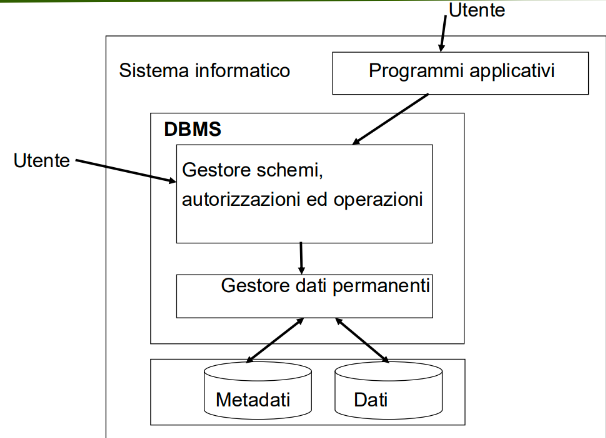 Utente
Sistema informatico
Programmi applicativi
DBMS
Utente
Gestore schemi,
autorizzazioni ed operazioni
Gestore dati permanenti
Metadati
Dati